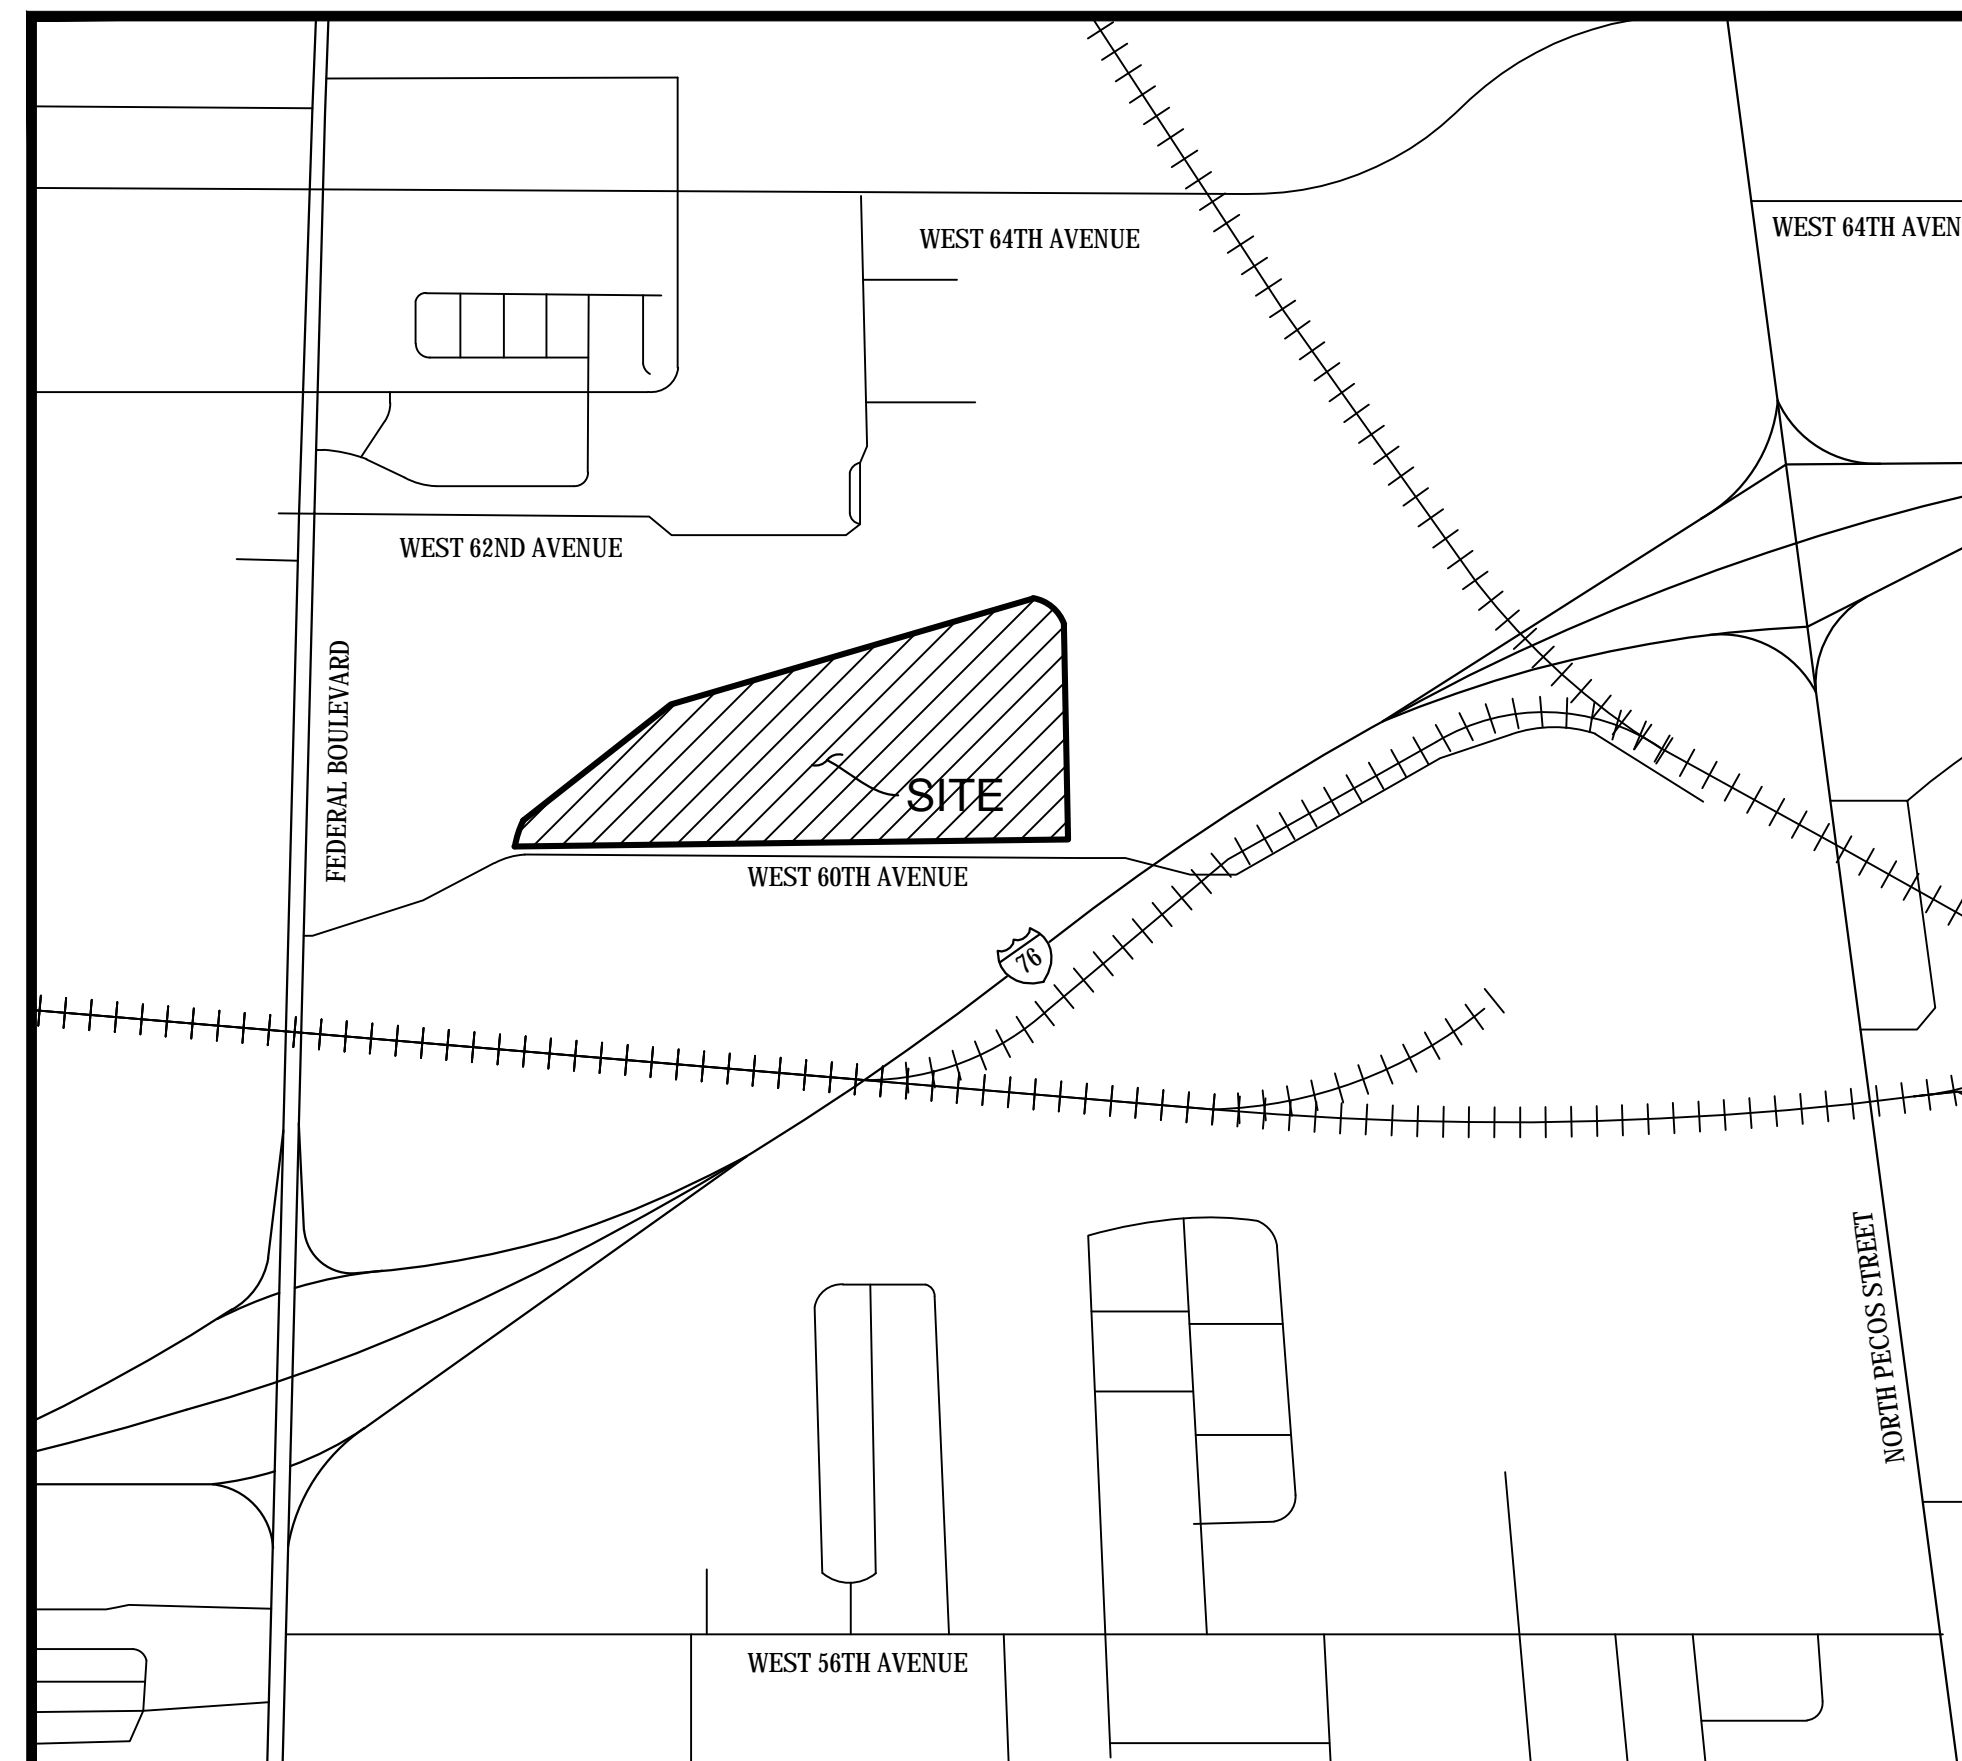 WEST 64TH AVENUE
WEST 64TH AVEN
WEST 62ND AVENUE
FEDERAL BOULEVARD
SITE
WEST 60TH AVENUE
76
NORTH PECOS STREET
WEST 56TH AVENUE